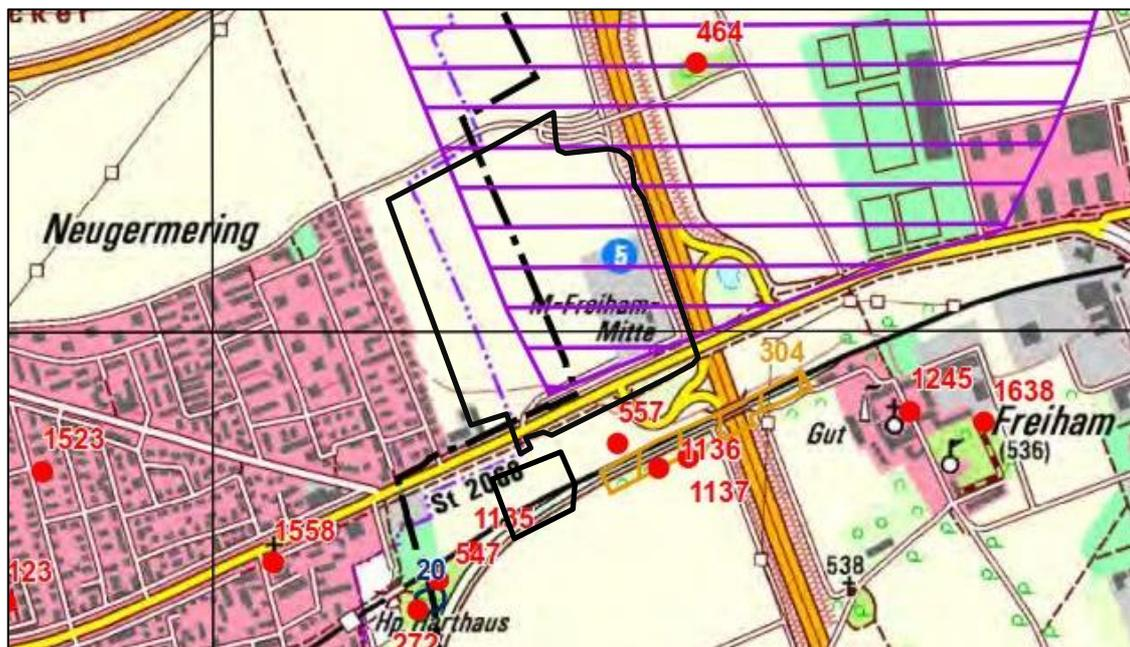 464
Neugermering
5
M-Freiham-
Mitte
304
1245
1638
557
Gut
Freiham
(536)
1523
1136
1137
St 2068
1135
1558
547
20
538
123
Hp Harthaus
272